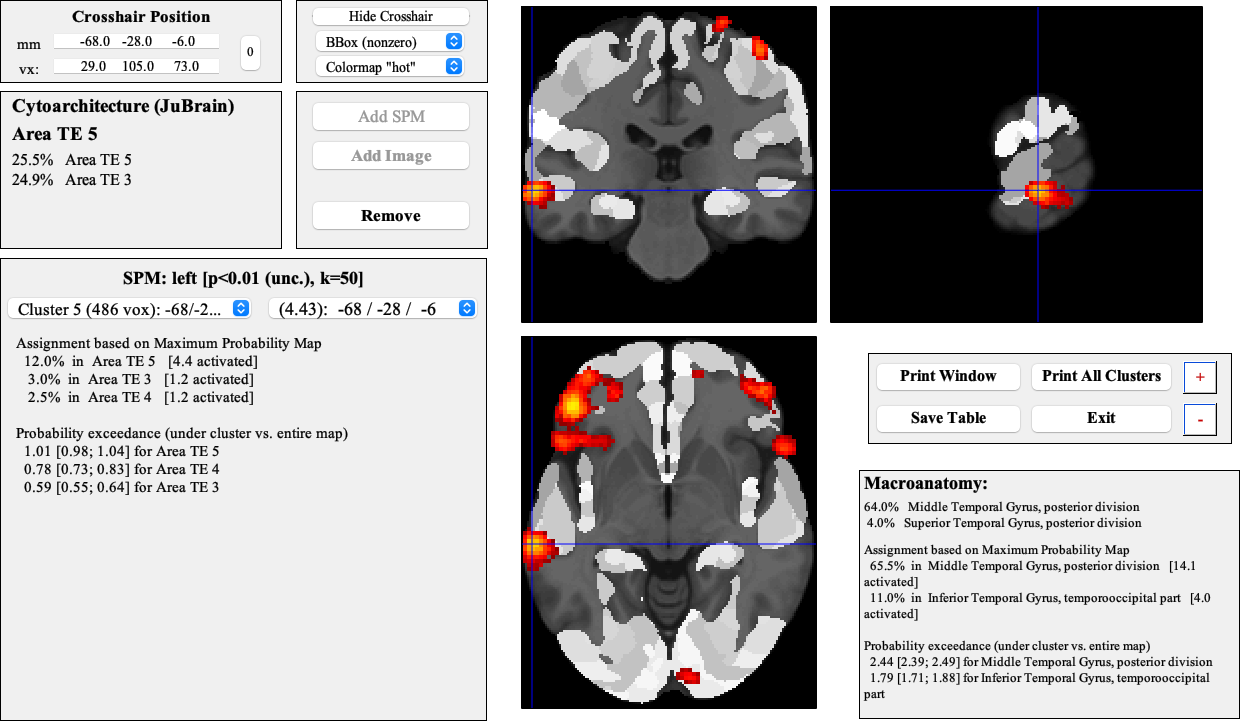 Crosshair Position
mm -68.0 -28.0 -6.0
vx: 29.0 105.0 73.0
0
Hide Crosshair
BBox (nonzero)
Colormap "hot"
Cytoarchitecture (JuBrain)
Area TE 5
25.5% Area TE 5
24.9% Area TE 3
Add SPM
Add Image
Remove
SPM: left [p<0.01 (unc.), k=50]
Cluster 5 (486 vox): -68/-2...
(4.43): -68 / -28 / -6
Assignment based on Maximum Probability Map
12.0% in Area TE 5 [4.4 activated]
3.0% in Area TE 3 [1.2 activated]
2.5% in Area TE 4 [1.2 activated]
Probability exceedance (under cluster vs. entire map)
1.01 [0.98; 1.04] for Area TE 5
0.78 [0.73; 0.83] for Area TE 4
0.59 [0.55; 0.64] for Area TE 3
Print Window
Print All Clusters
+
Save Table
Exit
-
Macroanatomy:
64.0% Middle Temporal Gyrus, posterior division
4.0% Superior Temporal Gyrus, posterior division
Assignment based on Maximum Probability Map
65.5% in Middle Temporal Gyrus, posterior division [14.1
activated]
11.0% in Inferior Temporal Gyrus, temporooccipital part [4.0
activated]
Probability exceedance (under cluster vs. entire map)
2.44 [2.39; 2.49] for Middle Temporal Gyrus, posterior division
1.79 [1.71; 1.88] for Inferior Temporal Gyrus, temporooccipital
part